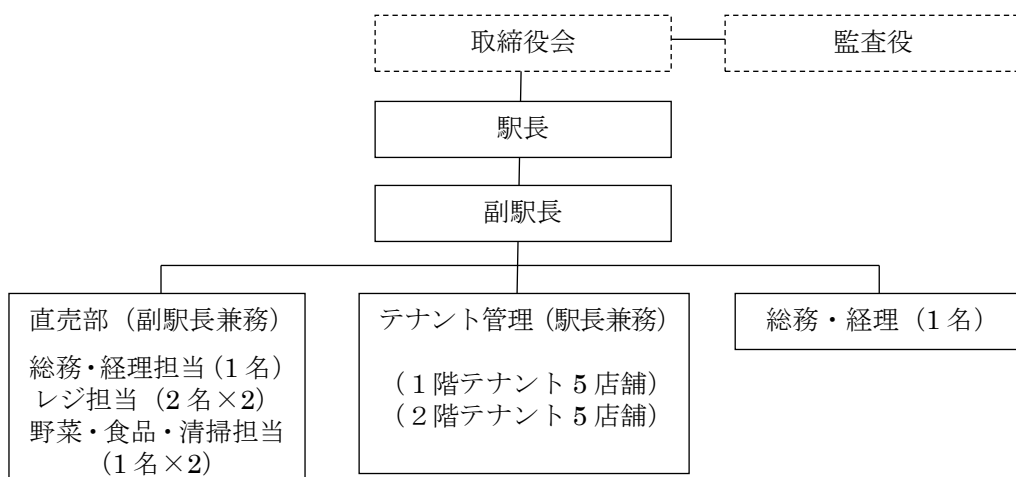 取締役会
監査役
駅長
副駅長
直売部（副駅長兼務）
総務・経理担当（1名）
レジ担当（2名×2）
野菜・食品・清掃担当
（1名×2）
テナント管理（駅長兼務）
（１階テナント 5 店舗）
（２階テナント 5 店舗）
総務・経理（1名）